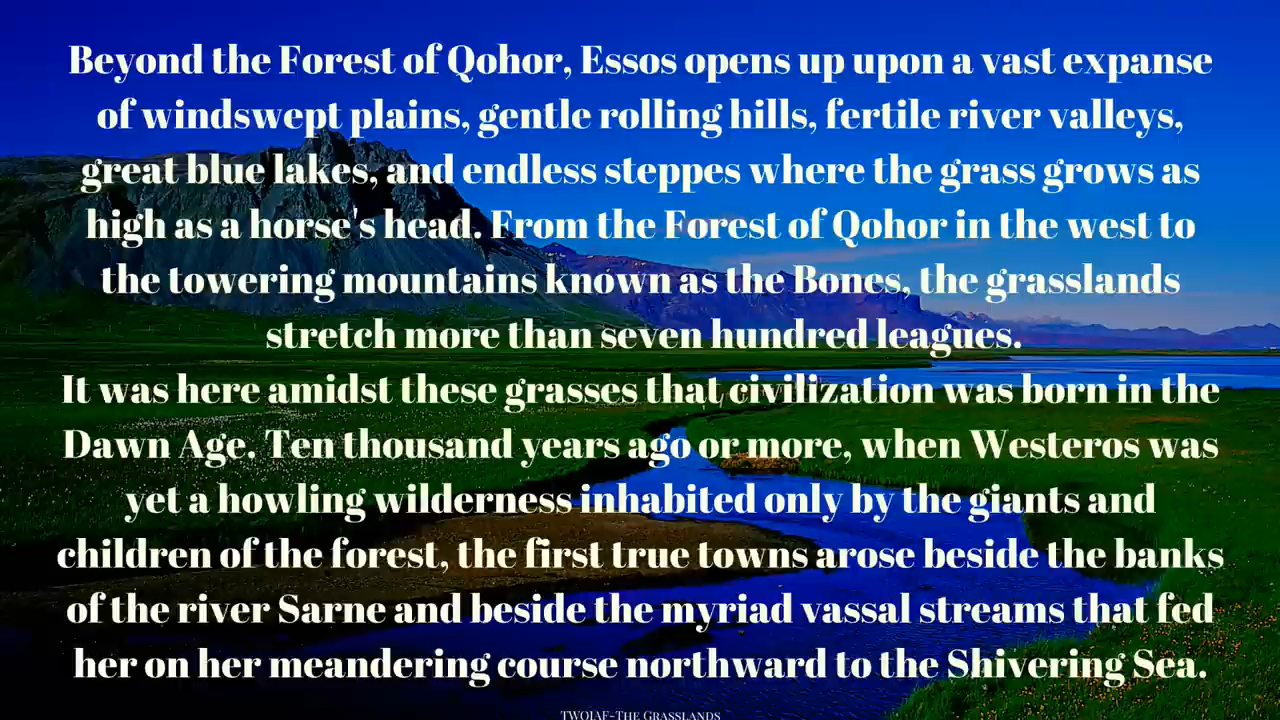 Beyond the Forest of Qohor, Essos opens up upon a vast expanse
of windswept plains, gentle rolling hills, fertile river valleys,
great blue lakes, and endless steppes where the grass grows as
high as a horse's head. From the Forest of Qohor in the west to
the towering mountains known as the Bones, the grasslands
stretch more than seven hundred leagues.
It was here amidst these grasses that civilization was born in the
Dawn Age. Ten thousand years ago or more, when Westeros was
yet a howling wilderness inhabited only by the giants and
children of the forest, the first true towns arose beside the banks
of the river Sarne and beside the myriad vassal streams that fed
her on her meandering course northward to the Shivering Sea.
TWOIAF-The Grasslands